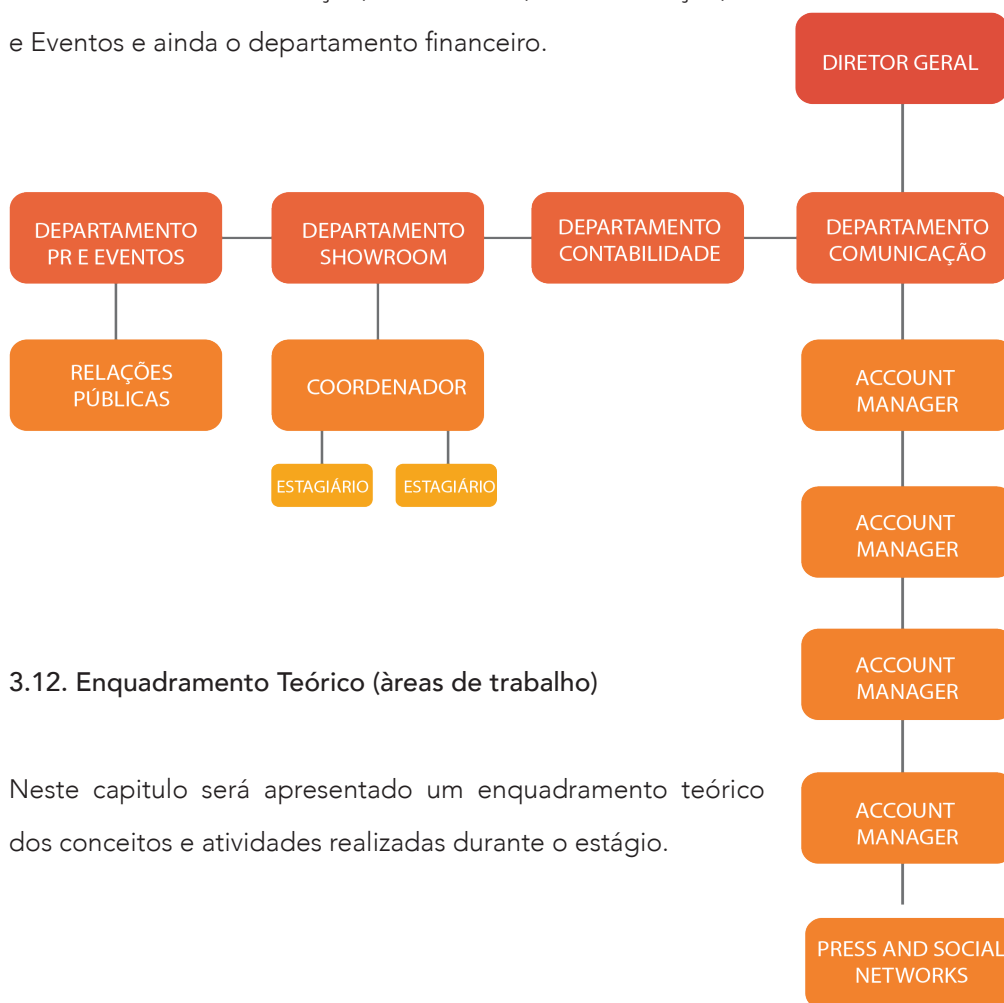 e Eventos e ainda o departamento financeiro.
DIRETOR GERAL
DEPARTAMENTO
PR E EVENTOS
DEPARTAMENTO
SHOWROOM
DEPARTAMENTO
CONTABILIDADE
DEPARTAMENTO
COMUNICAÇÃO
RELAÇÕES
PÚBLICAS
COORDENADOR
ESTAGIÁRIO
ESTAGIÁRIO
ACCOUNT
MANAGER
ACCOUNT
MANAGER
ACCOUNT
MANAGER
ACCOUNT
MANAGER
PRESS AND SOCIAL
NETWORKS
3.12. Enquadramento Teórico (àreas de trabalho)
Neste capitulo será apresentado um enquadramento teórico
dos conceitos e atividades realizadas durante o estágio.